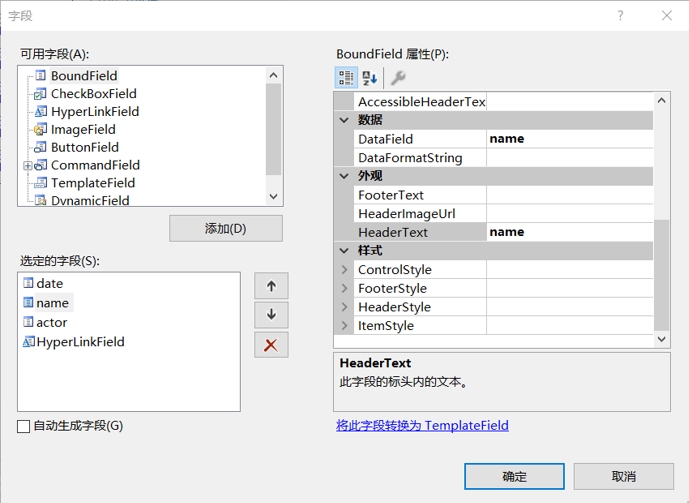 字段
可用字段(A):
BoundField
CheckBoxField
HyperLinkField
ImageField
ButtonField
CommandField
TemplateField
DynamicField
添加(D)
选定的字段(S):
date
name
actor
HyperLinkField
自动生成字段(G)
BoundField 属性(P):
AccessibleHeaderTex
数据
DataField name
DataFormatString
外观
FooterText
HeaderImageUrl
HeaderText name
样式
ControlStyle
FooterStyle
HeaderStyle
ItemStyle
HeaderText
此字段的标头内的文本。
将此字段转换为 TemplateField
确定
取消